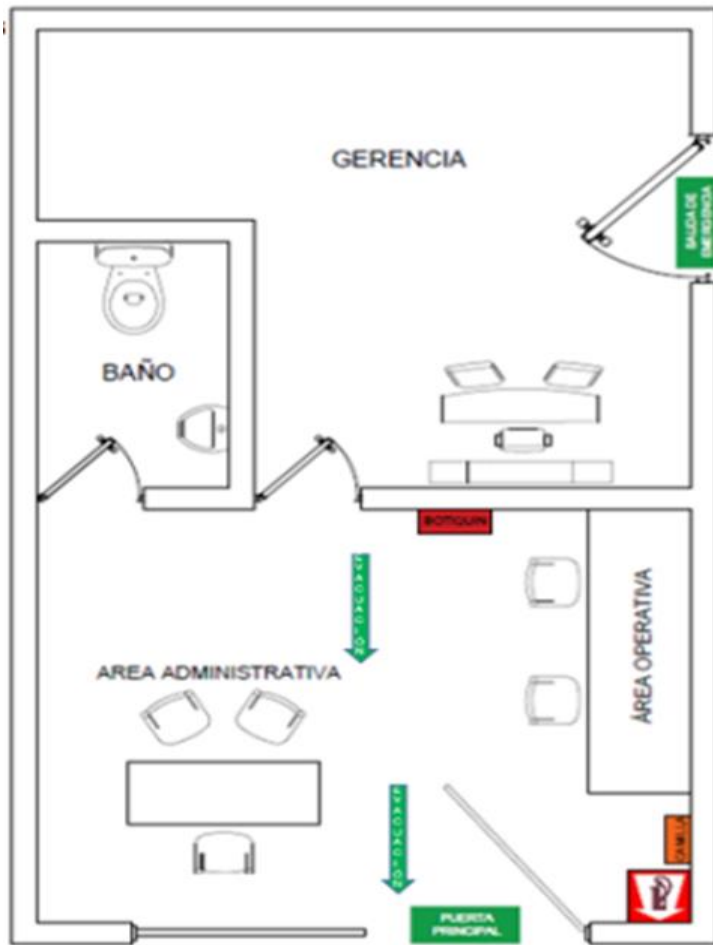 GERENCIA
SALIDA DE
EMERGENCIA
BAÑO
BOTIQUIN
EVACUACION
AREA ADMINISTRATIVA
ÁREA OPERATIVA
EVACUACION
CAMILLA
PUERTA
PRINCIPAL